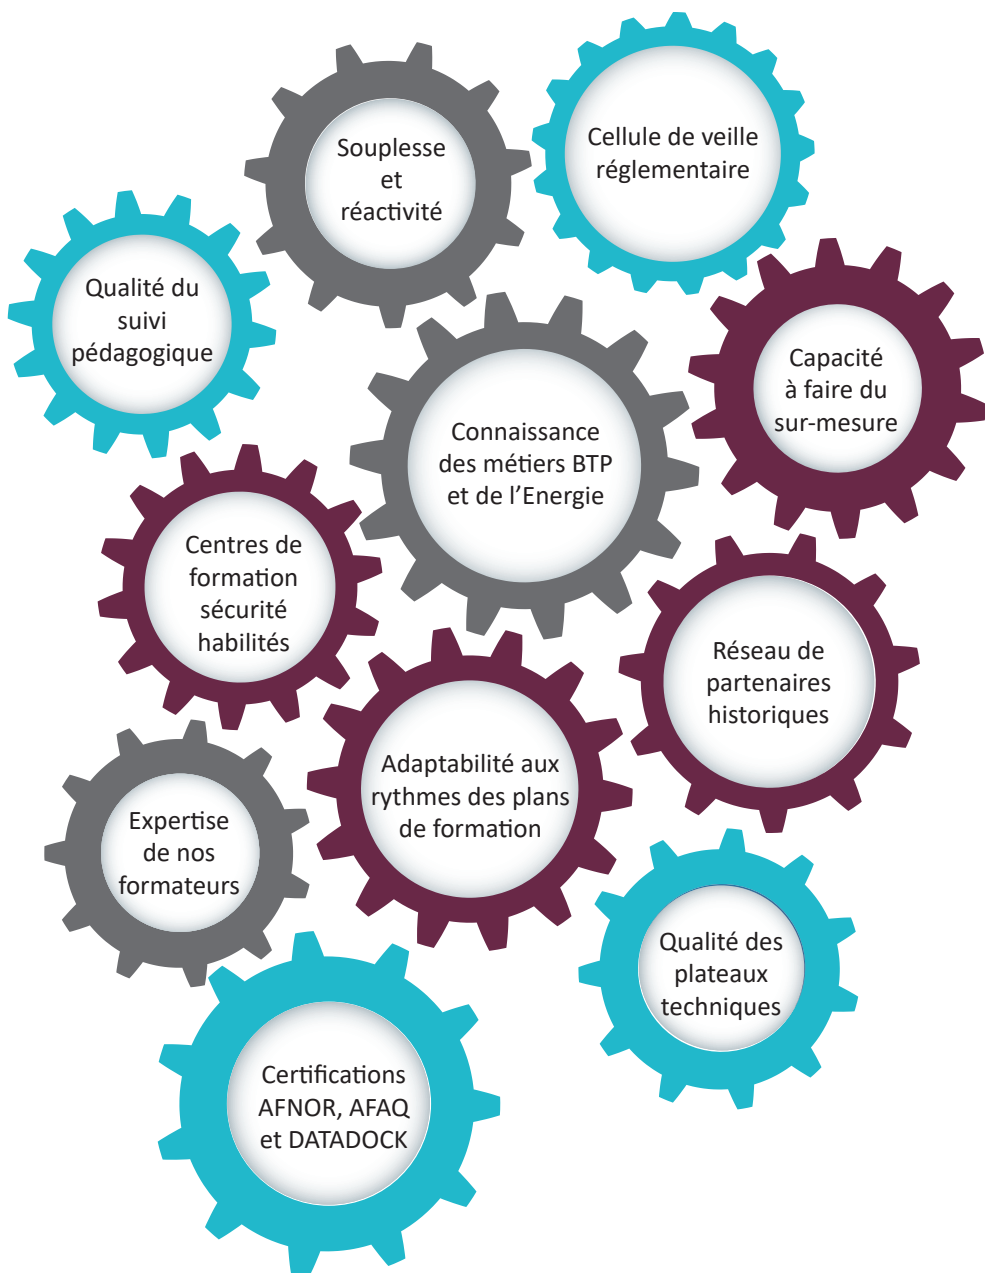 Souplesse
et
réactivité
Cellule de veille
réglementaire
Qualité du
suivi
pédagogique
Capacité
à faire du
sur-mesure
Connaissance
des métiers BTP
et de l’Energie
Centres de
formation
sécurité
habilités
Réseau de
partenaires
historiques
Adaptabilité aux
rythmes des plans
de formation
Expertise
de nos
formateurs
Qualité des
plateaux
techniques
Certifications
AFNOR, AFAQ
et DATADOCK